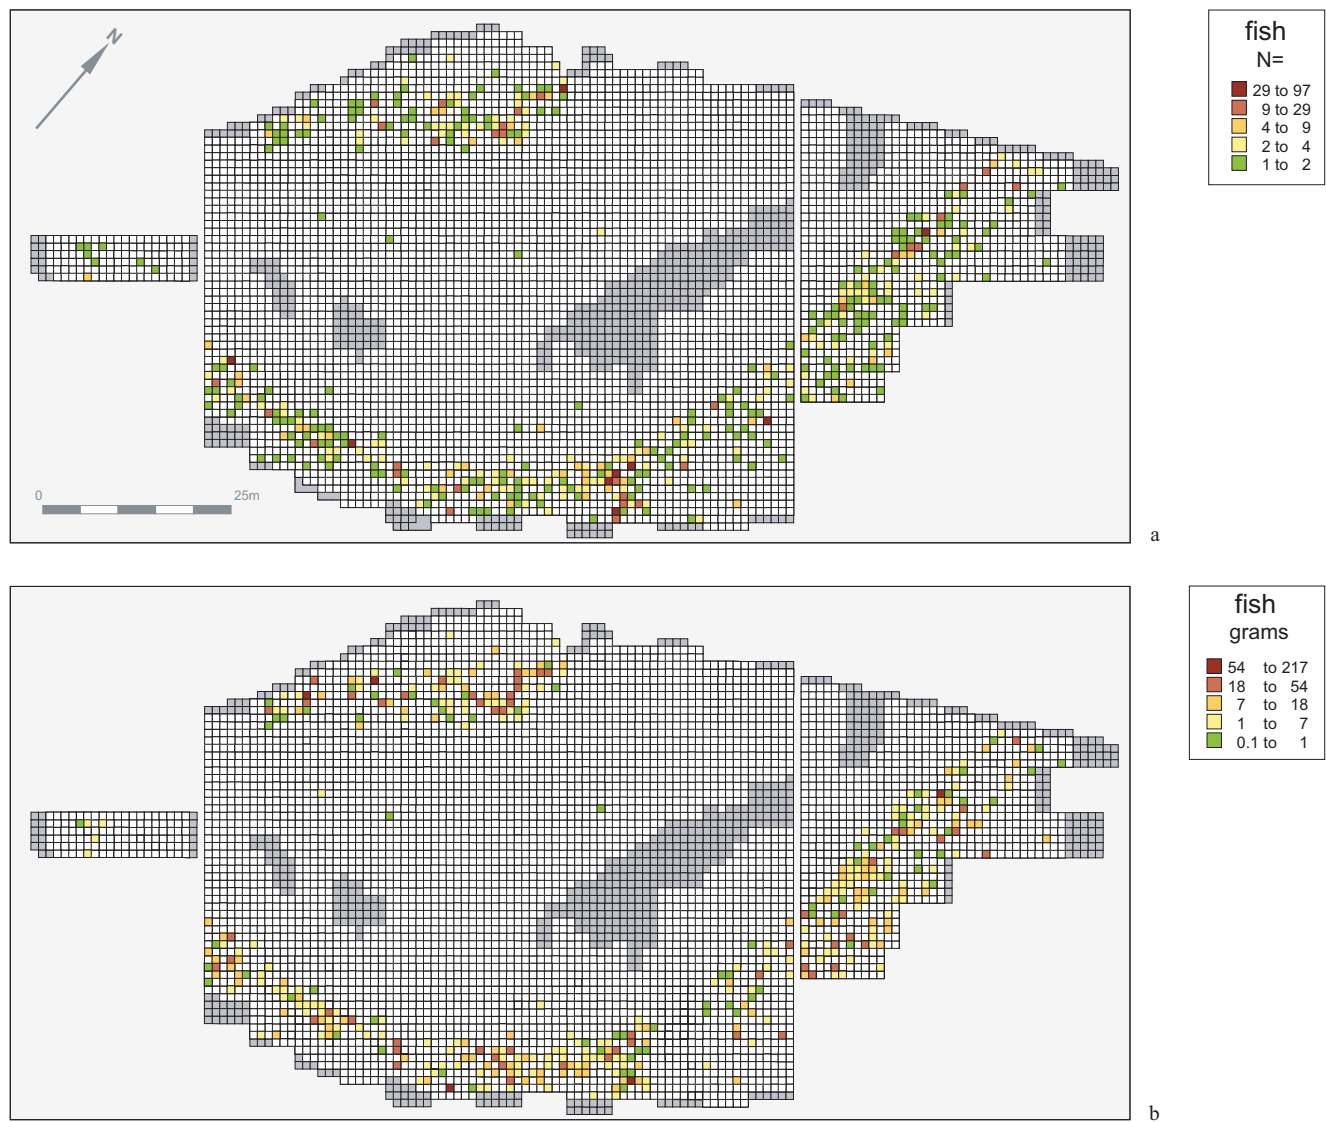 N
fish
N=
29 to 97
9 to 29
4 to 9
2 to 4
1 to 2
0 25m
a
fish
grams
54 to 217
18 to 54
7 to 18
1 to 7
0.1 to 1
b